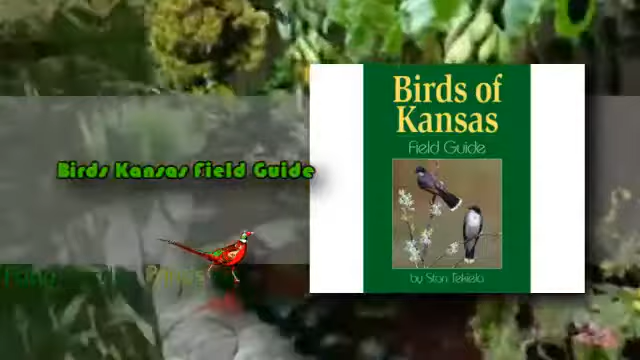 Birds Kansas Field Guide
Birds of
Kansas
Field Guide
by Stan Tekiela